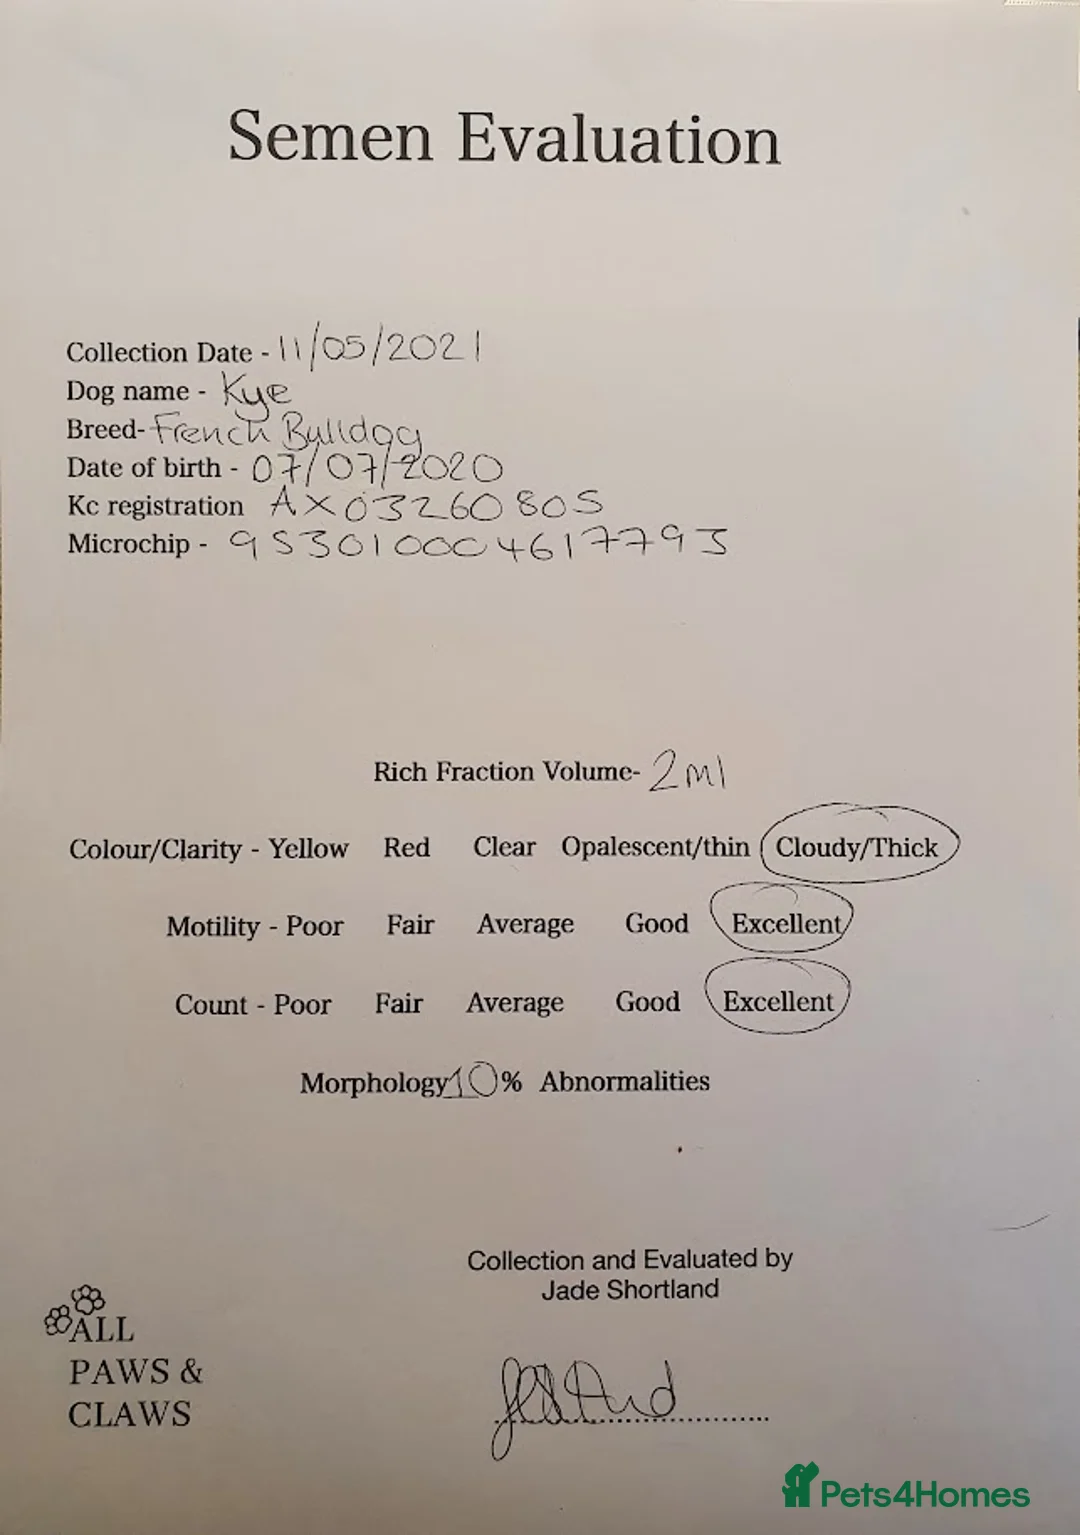 Semen Evaluation
Collection Date - 11/05/2021
Dog name - Kye
Breed- French Bulldog
Date of birth - 07/07/2020
Kc registration AX03260805
Microchip - 953010004617793
Rich Fraction Volume- 2ml
Colour/Clarity - Yellow Red Clear Opalescent/thin Cloudy/Thick
Motility - Poor Fair Average Good Excellent
Count - Poor Fair Average Good Excellent
Morphology 10% Abnormalities
Collection and Evaluated by
Jade Shortland
ALL
PAWS &
CLAWS
Pets4Homes